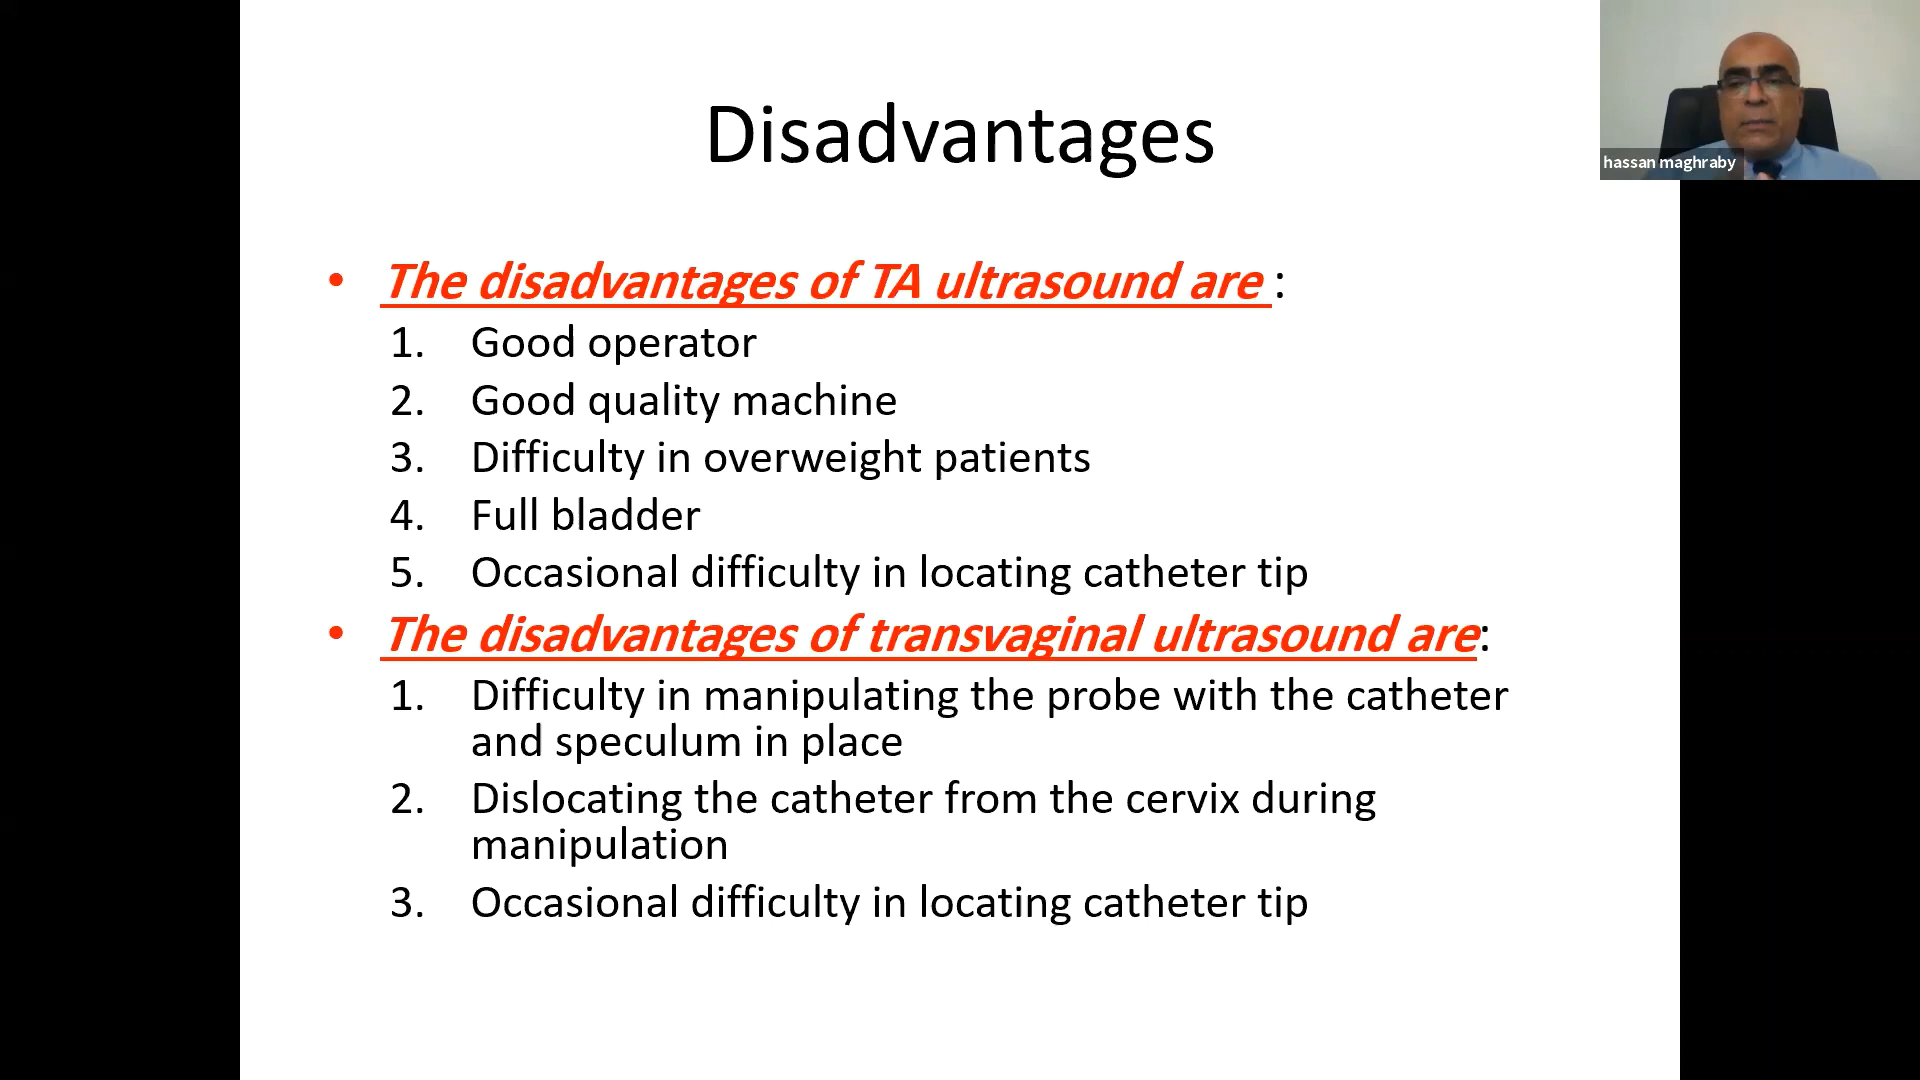 Disadvantages
hassan maghraby
• The disadvantages of TA ultrasound are :
1. Good operator
2. Good quality machine
3. Difficulty in overweight patients
4. Full bladder
5. Occasional difficulty in locating catheter tip
• The disadvantages of transvaginal ultrasound are:
1. Difficulty in manipulating the probe with the catheter
and speculum in place
2. Dislocating the catheter from the cervix during
manipulation
3. Occasional difficulty in locating catheter tip